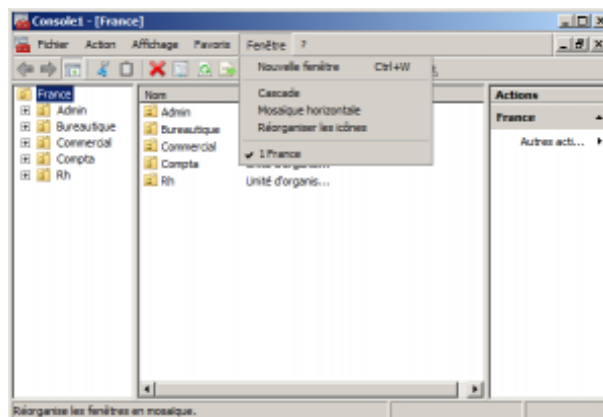 Console1 - [France]
Fichier Action Affichage Favoris Fenêtre ?
Nouvelle fenêtre Ctrl+W
Cascade
Mosaïque horizontale
Réorganiser les icônes
1 France
France
Admin
Bureautique
Commercial
Compta
Rh
Nom
Admin
Bureautique
Commercial
Compta
Rh Unité d'organis...
Actions
France
Autres acti...
Réorganise les fenêtres en mosaïque.